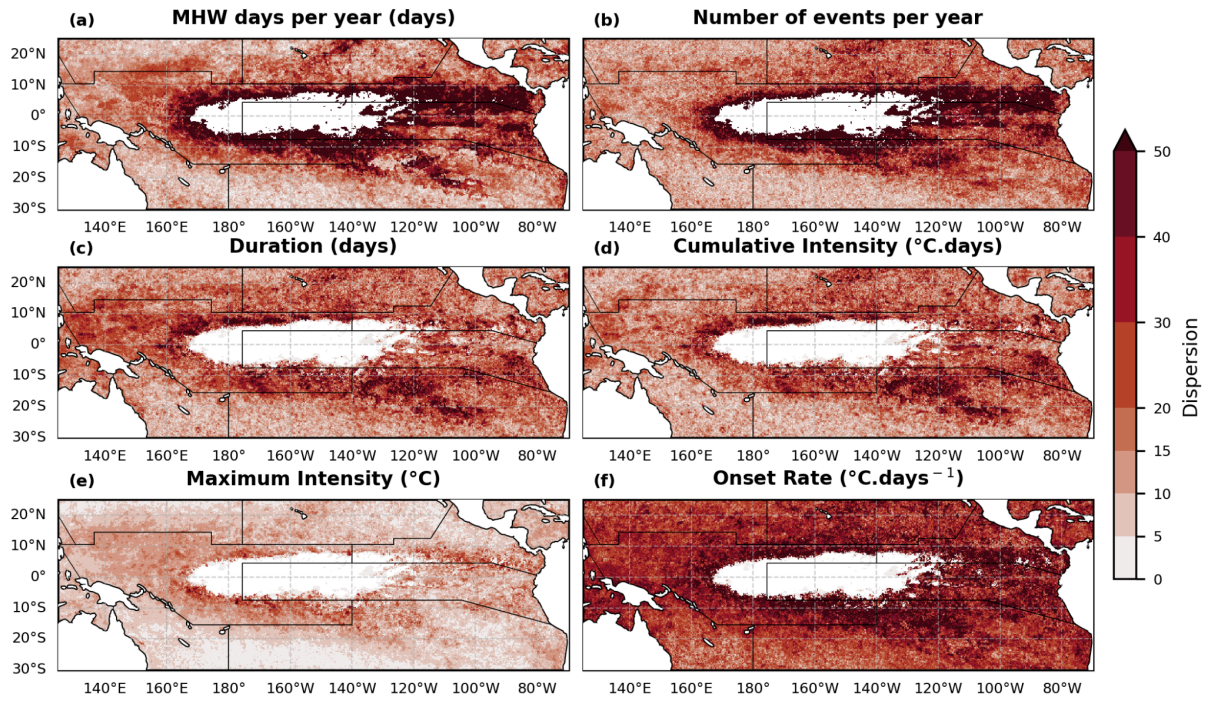 (a) MHW days per year (days)
(b) Number of events per year
20°N
10°N
0°
10°S
20°S
30°S
140°E 160°E 180° 160°W 140°W 120°W 100°W 80°W
140°E 160°E 180° 160°W 140°W 120°W 100°W 80°W
(c) Duration (days)
(d) Cumulative Intensity (°C.days)
20°N
10°N
0°
10°S
20°S
30°S
140°E 160°E 180° 160°W 140°W 120°W 100°W 80°W
140°E 160°E 180° 160°W 140°W 120°W 100°W 80°W
(e) Maximum Intensity (°C)
(f) Onset Rate (°C.days⁻¹)
20°N
10°N
0°
10°S
20°S
30°S
140°E 160°E 180° 160°W 140°W 120°W 100°W 80°W
140°E 160°E 180° 160°W 140°W 120°W 100°W 80°W
50
40
30
20
15
10
5
0
Dispersion